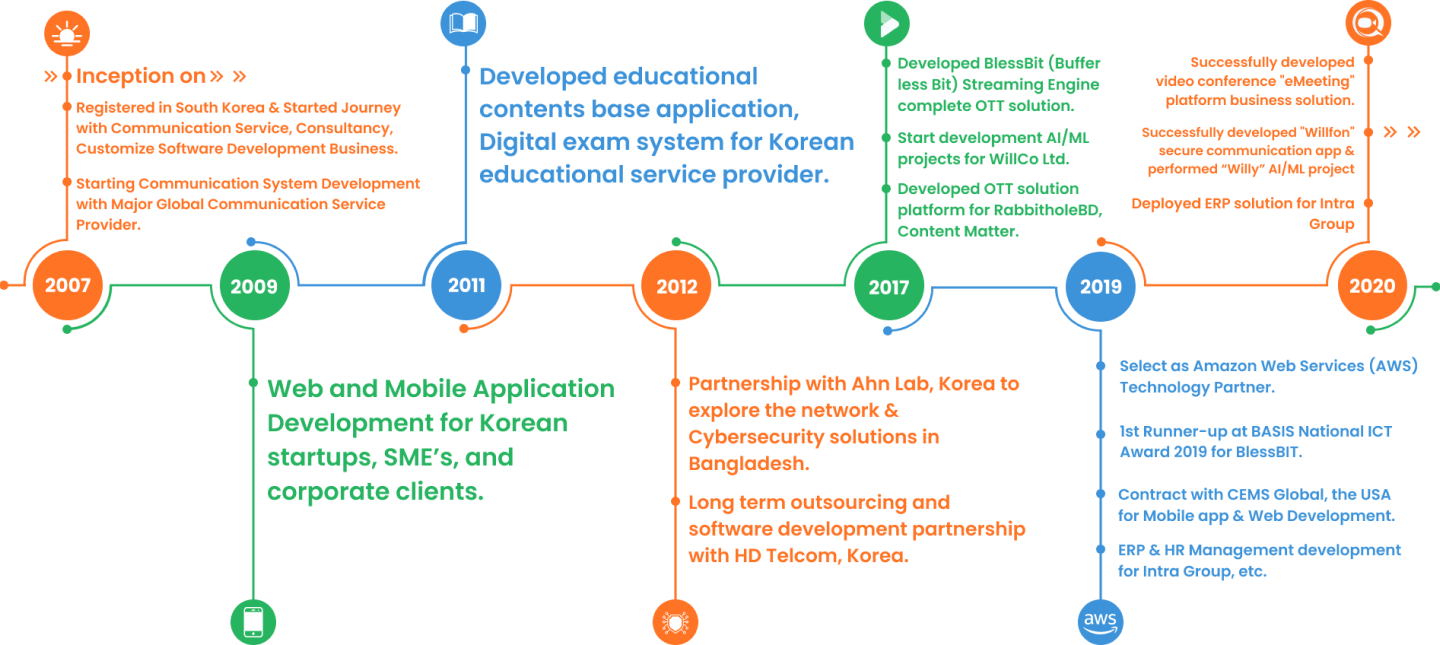 Inception on
Registered in South Korea & Started Journey
with Communication Service, Consultancy,
Customize Software Development Business.
Starting Communication System Development
with Major Global Communication Service
Provider.
2007
2009
Web and Mobile Application
Development for Korean
startups, SME’s, and
corporate clients.
Developed educational
contents base application,
Digital exam system for Korean
educational service provider.
2011
2012
Partnership with Ahn Lab, Korea to
explore the network &
Cybersecurity solutions in
Bangladesh.
Long term outsourcing and
software development partnership
with HD Telcom, Korea.
Developed BlessBit (Buffer
less Bit) Streaming Engine
complete OTT solution.
Start development AI/ML
projects for WillCo Ltd.
Developed OTT solution
platform for RabbitholeBD,
Content Matter.
2017
2019
Select as Amazon Web Services (AWS)
Technology Partner.
1st Runner-up at BASIS National ICT
Award 2019 for BlessBIT.
Contract with CEMS Global, the USA
for Mobile app & Web Development.
ERP & HR Management development
for Intra Group, etc.
aws
Successfully developed
video conference "eMeeting"
platform business solution.
Successfully developed "Willfon"
secure communication app &
performed “Willy” AI/ML project
Deployed ERP solution for Intra
Group
2020